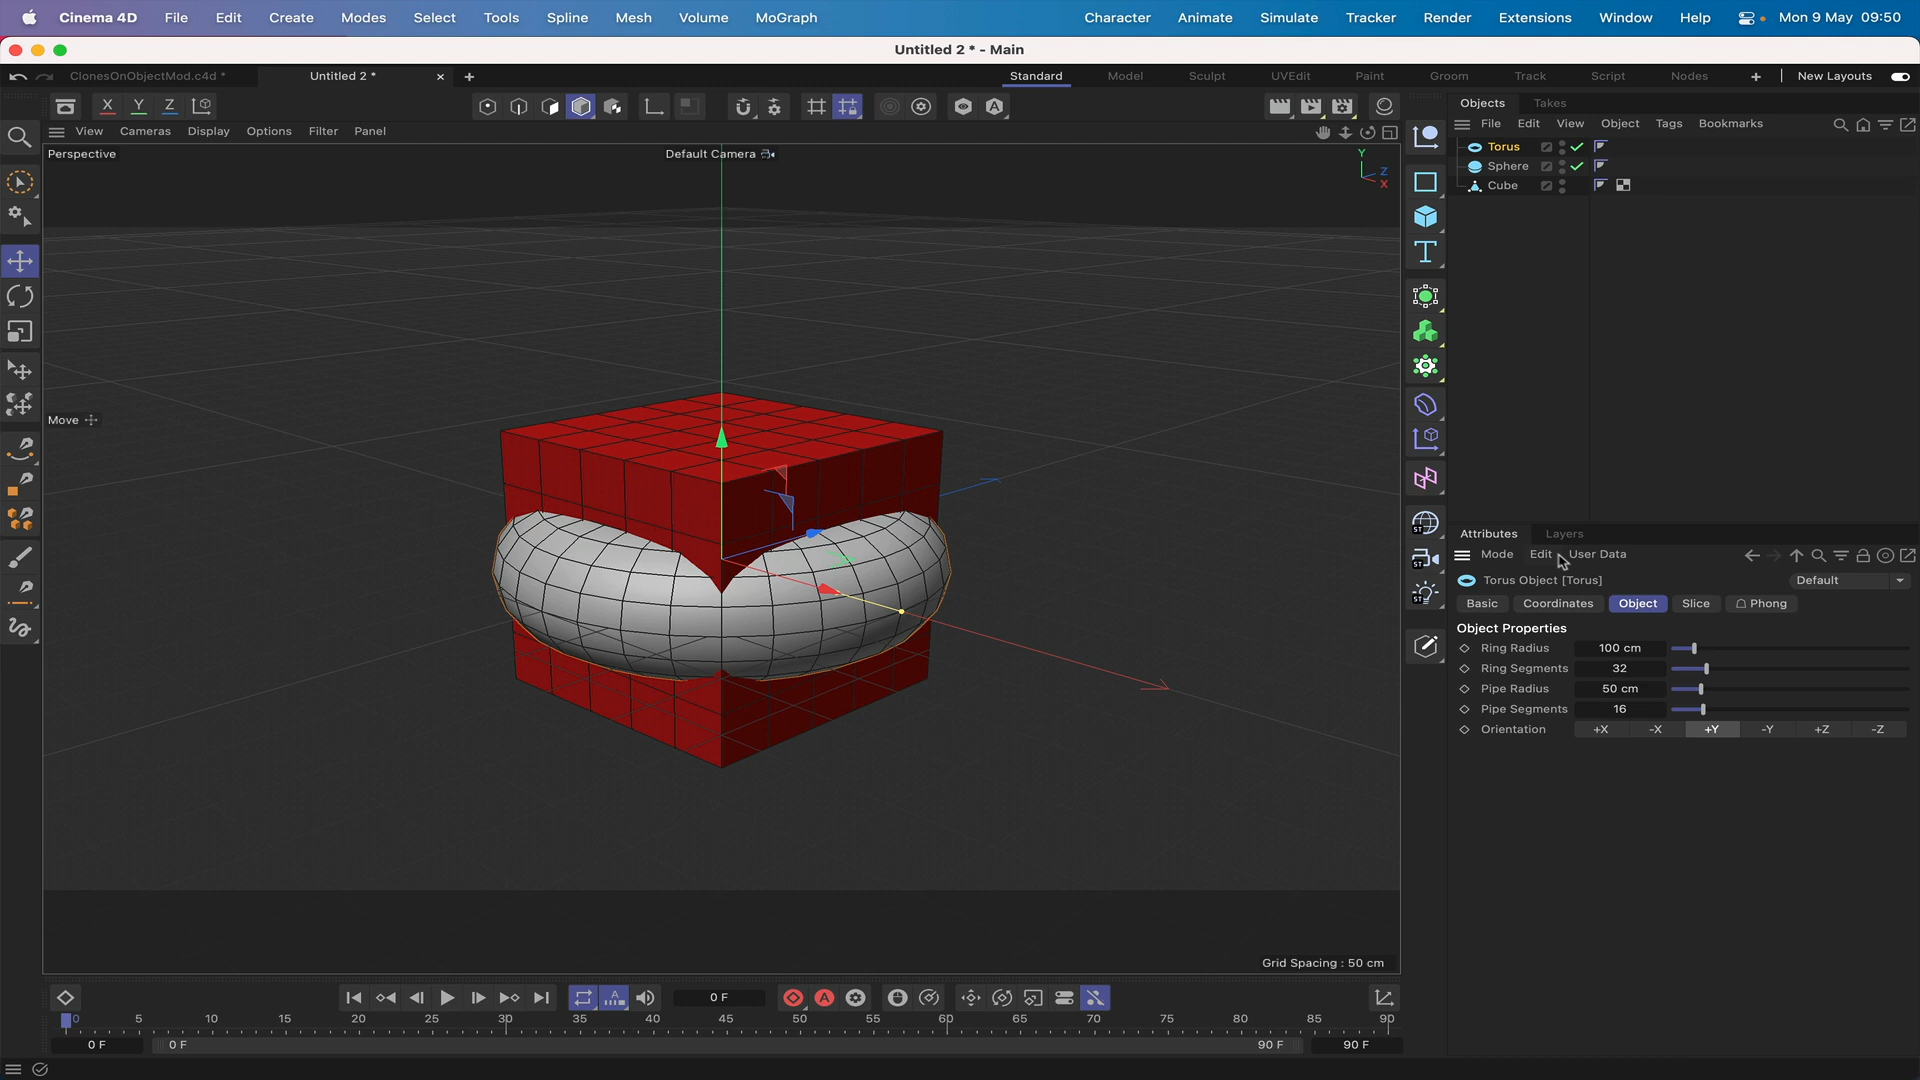 Cinema 4D File Edit Create Modes Select Tools Spline Mesh Volume MoGraph Character Animate Simulate Tracker Render Extensions Window Help Mon 9 May 09:50
Untitled 2 * - Main
ClonesOnObjectMod.c4d * Untitled 2 * Standard Model Sculpt UVEdit Paint Groom Track Script Nodes New Layouts
X Y Z A Objects Takes
View Cameras Display Options Filter Panel File Edit View Object Tags Bookmarks
Perspective Default Camera Y Torus
Z Sphere
X Cube
T
Move
ST Attributes Layers
Mode Edit User Data
ST Torus Object [Torus] Default
ST Basic Coordinates Object Slice Phong
Object Properties
Ring Radius 100 cm
Ring Segments 32
Pipe Radius 50 cm
Pipe Segments 16
Orientation +X -X +Y -Y +Z -Z
Grid Spacing : 50 cm
A 0 F A
0 5 10 15 20 25 30 35 40 45 50 55 60 65 70 75 80 85 90
0 F 0 F 90 F 90 F